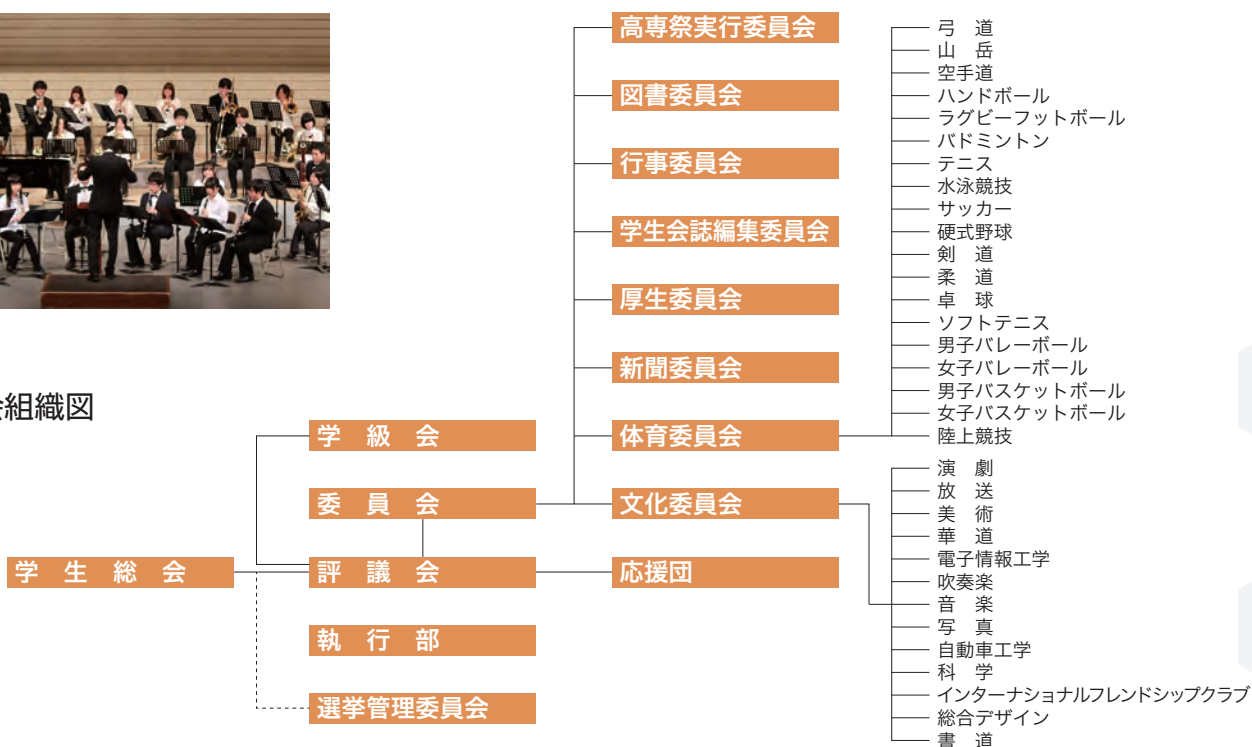 高専祭実行委員会
図書委員会
行事委員会
学生会誌編集委員会
厚生委員会
新聞委員会
体育委員会
文化委員会
応援団
会組織図
学 級 会
委 員 会
評 議 会
執 行 部
選挙管理委員会
学 生 総 会
弓 道
山 岳
空手道
ハンドボール
ラグビーフットボール
バドミントン
テニス
水泳競技
サッカー
硬式野球
剣 道
柔 道
卓 球
ソフトテニス
男子バレーボール
女子バレーボール
男子バスケットボール
女子バスケットボール
陸上競技
演 劇
放 送
美 術
華 道
電子情報工学
吹奏楽
音 楽
写 真
自動車工学
科 学
インターナショナルフレンドシップクラブ
総合デザイン
書 道